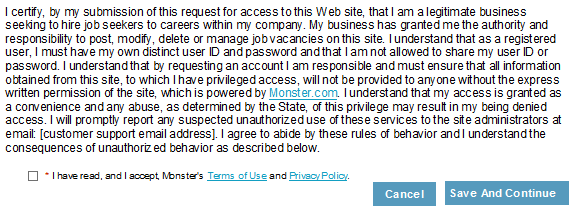 I certify, by my submission of this request for access to this Web site, that I am a legitimate business
seeking to hire job seekers to careers within my company. My business has granted me the authority and
responsibility to post, modify, delete or manage job vacancies on this site. I understand that as a registered
user, I must have my own distinct user ID and password and that I am not allowed to share my user ID or
password. I understand that by requesting an account I am responsible and must ensure that all information
obtained from this site, to which I have privileged access, will not be provided to anyone without the express
written permission of the site, which is powered by Monster.com. I understand that my access is granted as
a convenience and any abuse, as determined by the State, of this privilege may result in my being denied
access. I will promptly report any suspected unauthorized use of these services to the site administrators at
email: [customer support email address]. I agree to abide by these rules of behavior and I understand the
consequences of unauthorized behavior as described below.
* I have read, and I accept, Monster's Terms of Use and Privacy Policy.
Cancel Save And Continue